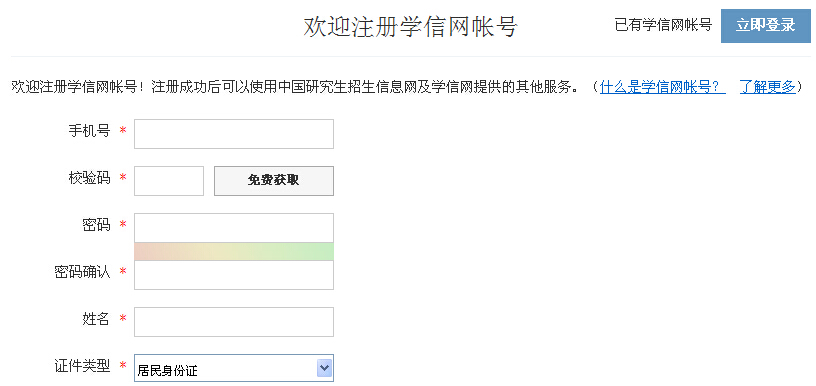 欢迎注册学信网帐号
已有学信网帐号 立即登录
欢迎注册学信网帐号！注册成功后可以使用中国研究生招生信息网及学信网提供的其他服务。（什么是学信网帐号？ 了解更多）
手机号 *
校验码 * 免费获取
密码 *
密码确认 *
姓名 *
证件类型 * 居民身份证